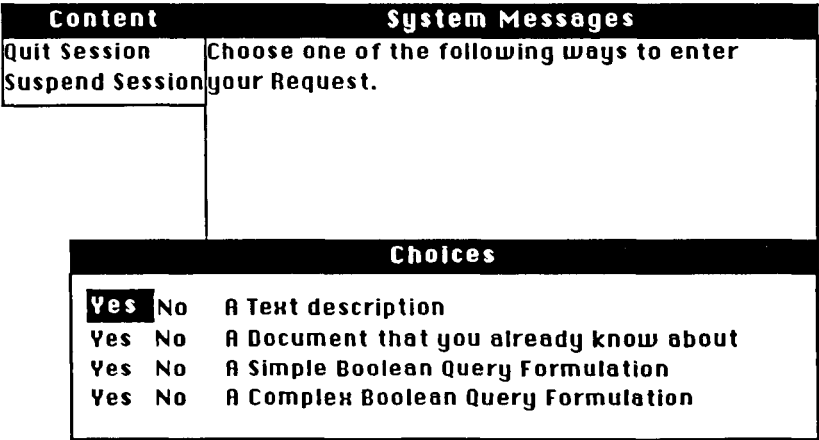 Content
System Messages
Quit Session
Suspend Session
Choose one of the following ways to enter
your Request.
Choices
Yes No A Text description
Yes No A Document that you already know about
Yes No A Simple Boolean Query Formulation
Yes No A Complex Boolean Query Formulation